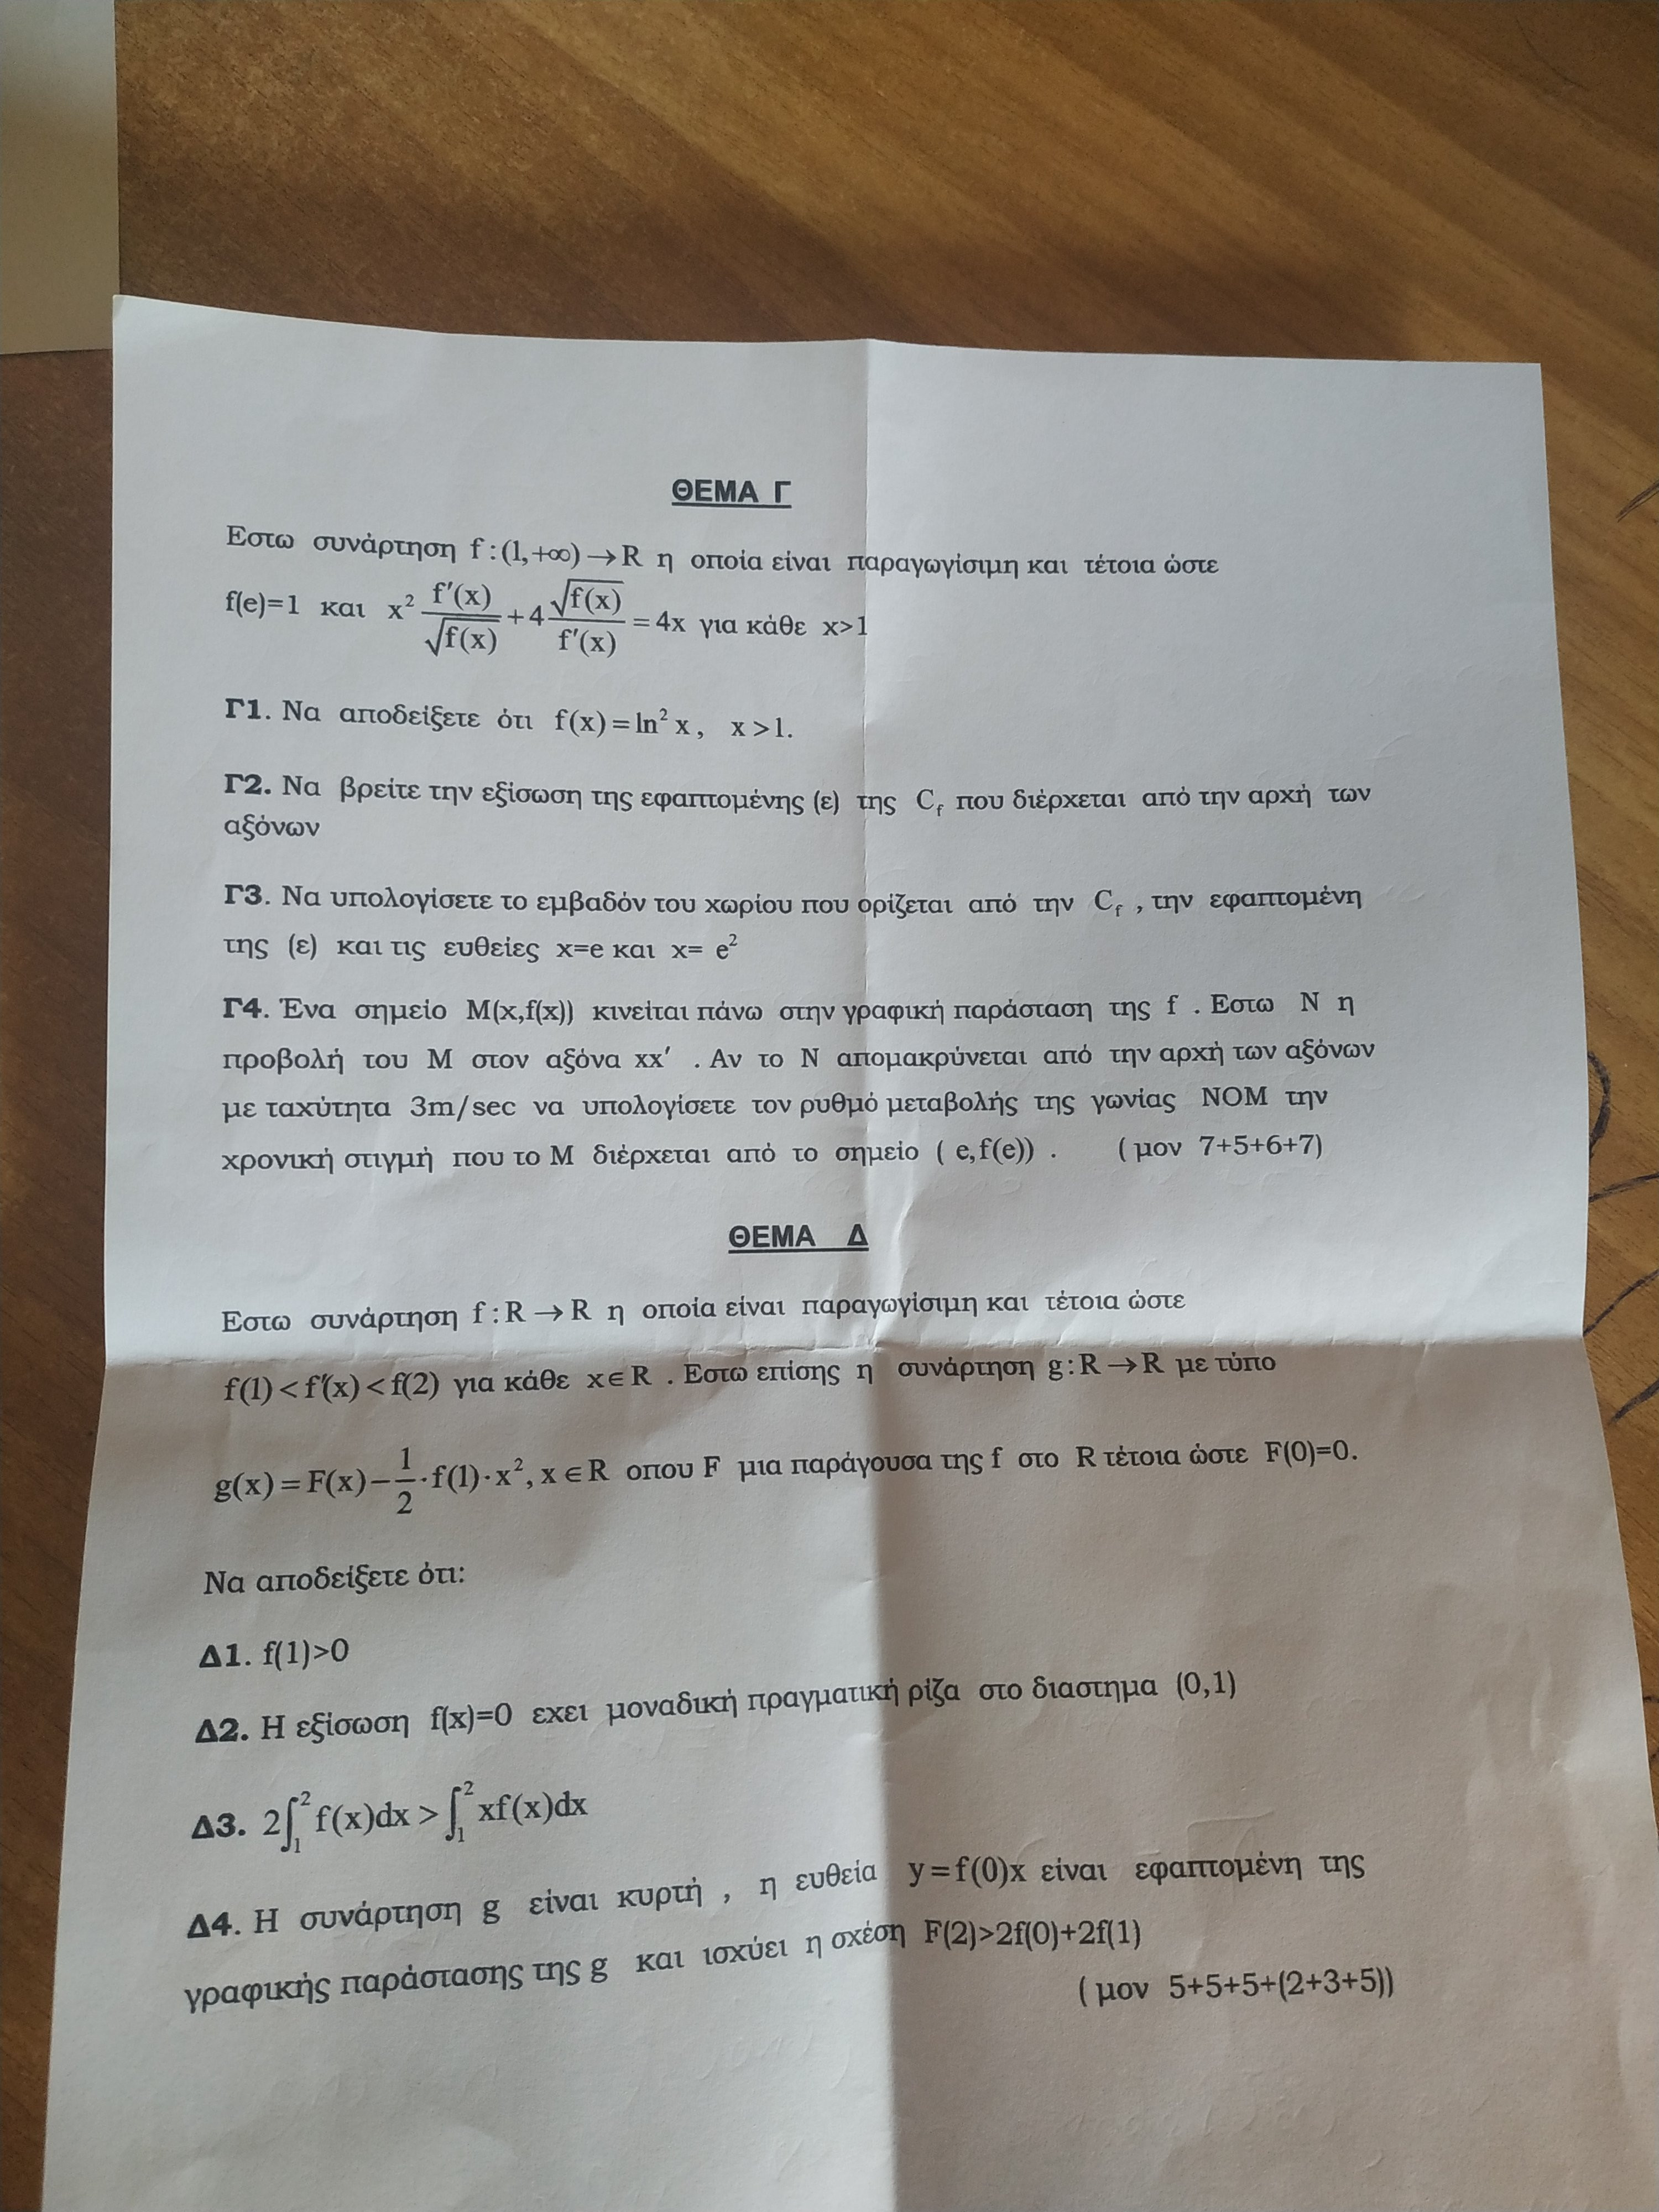 ΘΕΜΑ Γ
Εστω συνάρτηση f : (1,+∞) → R η οποία είναι παραγωγίσιμη και τέτοια ώστε
f(e)=1 και x² f′(x)/√f(x) + 4 √f(x)/f′(x) = 4x για κάθε x>1
Γ1. Να αποδείξετε ότι f(x) = ln² x , x > 1.
Γ2. Να βρείτε την εξίσωση της εφαπτομένης (ε) της C_f που διέρχεται από την αρχή των
αξόνων
Γ3. Να υπολογίσετε το εμβαδόν του χωρίου που ορίζεται από την C_f , την εφαπτομένη
της (ε) και τις ευθείες x=e και x= e²
Γ4. Ένα σημείο M(x,f(x)) κινείται πάνω στην γραφική παράσταση της f . Εστω Ν η
προβολή του Μ στον αξόνα xx′ . Αν το Ν απομακρύνεται από την αρχή των αξόνων
με ταχύτητα 3m/sec να υπολογίσετε τον ρυθμό μεταβολής της γωνίας ΝΟΜ την
χρονική στιγμή που το Μ διέρχεται από το σημείο ( e,f(e)) . ( μον 7+5+6+7)
ΘΕΜΑ Δ
Εστω συνάρτηση f : R → R η οποία είναι παραγωγίσιμη και τέτοια ώστε
f(1) < f′(x) < f(2) για κάθε x ∈ R . Εστω επίσης η συνάρτηση g : R → R με τύπο
g(x) = F(x) − 1/2 · f(1) · x², x ∈ R οπου F μια παράγουσα της f στο R τέτοια ώστε F(0)=0.
Να αποδείξετε ότι:
Δ1. f(1)>0
Δ2. Η εξίσωση f(x)=0 εχει μοναδική πραγματική ρίζα στο διαστημα (0,1)
Δ3. 2∫₁² f(x)dx > ∫₁² xf(x)dx
Δ4. Η συνάρτηση g είναι κυρτή , η ευθεία y = f(0)x είναι εφαπτομένη της
γραφικής παράστασης της g και ισχύει η σχέση F(2)>2f(0)+2f(1)
( μον 5+5+5+(2+3+5))